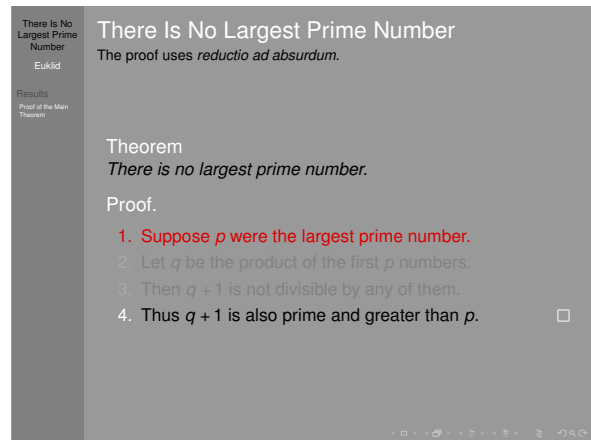 There Is No
Largest Prime
Number
Euklid
Results
Proof of the Main
Theorem
There Is No Largest Prime Number
The proof uses reductio ad absurdum.
Theorem
There is no largest prime number.
Proof.
1. Suppose p were the largest prime number.
2. Let q be the product of the first p numbers.
3. Then q + 1 is not divisible by any of them.
4. Thus q + 1 is also prime and greater than p.